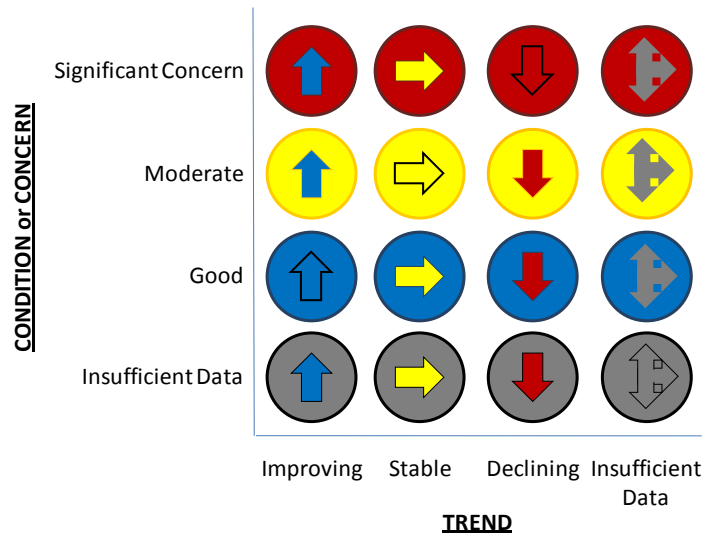 CONDITION or CONCERN
Significant Concern
Moderate
Good
Insufficient Data
Improving
Stable
Declining
Insufficient
Data
TREND